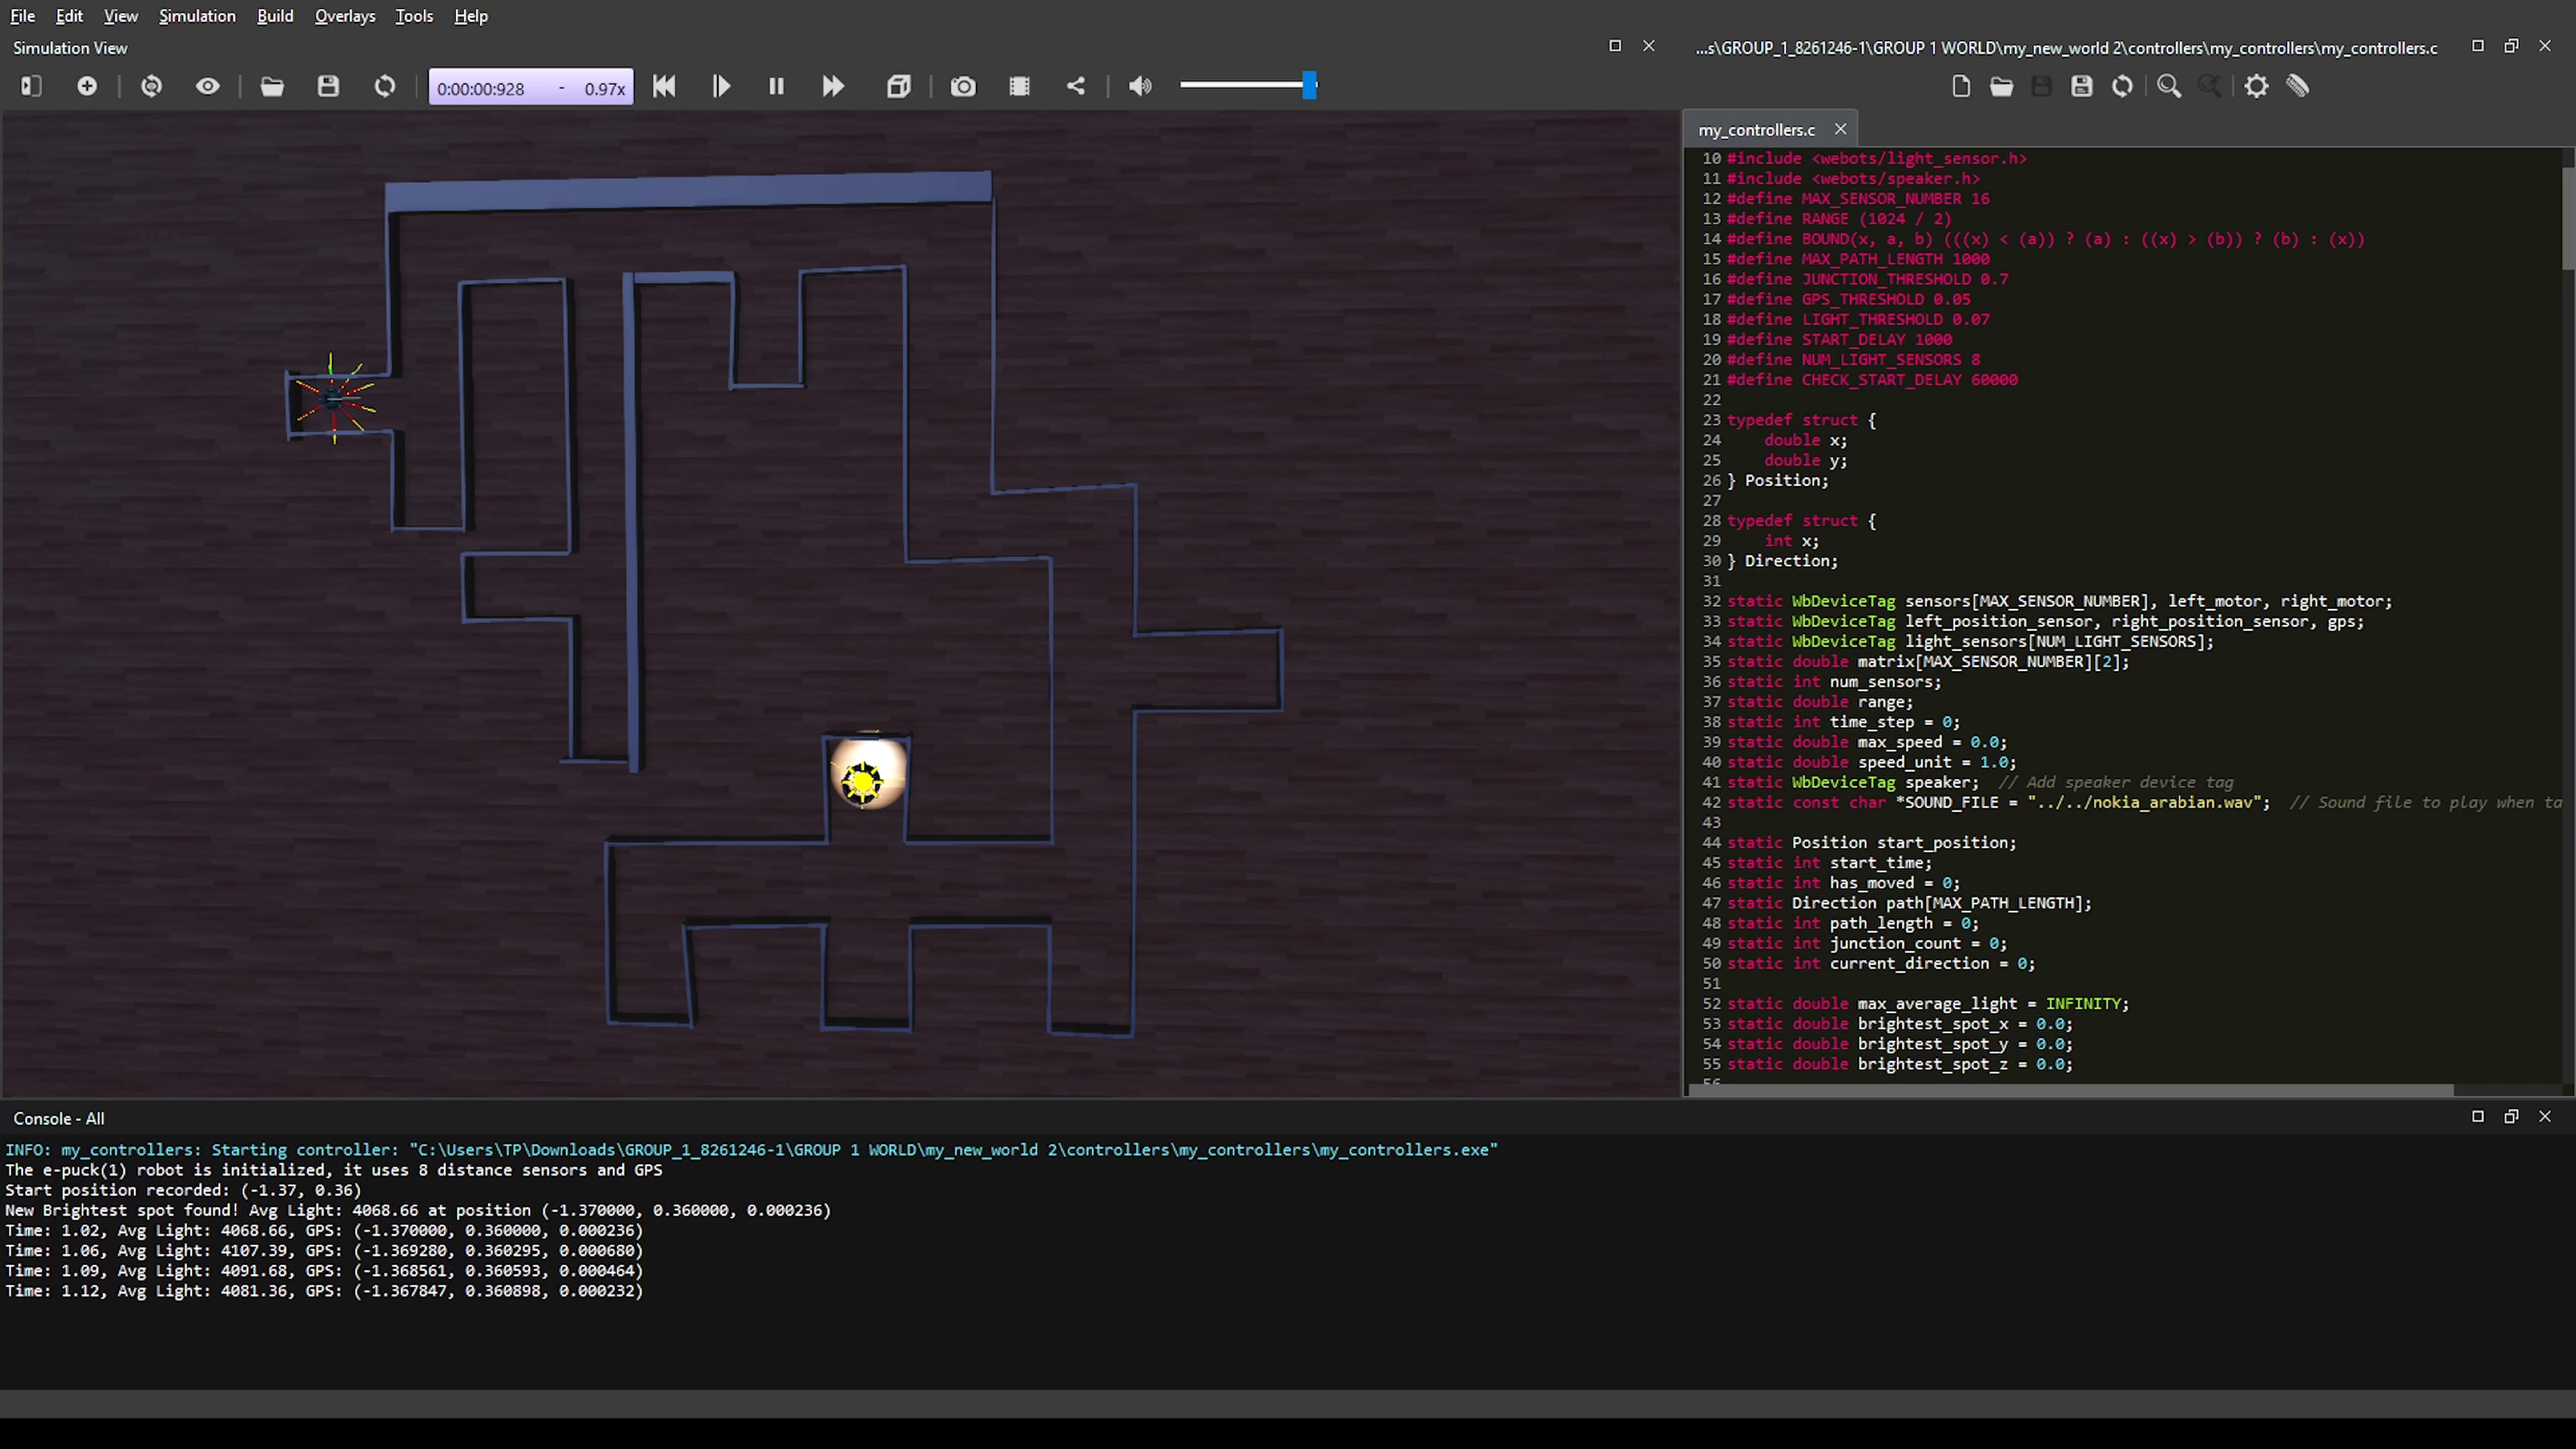 File Edit View Simulation Build Overlays Tools Help
Simulation View
...s\GROUP_1_8261246-1\GROUP 1 WORLD\my_new_world 2\controllers\my_controllers\my_controllers.c
0:00:00:928 - 0.97x
my_controllers.c
10 #include <webots/light_sensor.h>
11 #include <webots/speaker.h>
12 #define MAX_SENSOR_NUMBER 16
13 #define RANGE (1024 / 2)
14 #define BOUND(x, a, b) (((x) < (a)) ? (a) : ((x) > (b)) ? (b) : (x))
15 #define MAX_PATH_LENGTH 1000
16 #define JUNCTION_THRESHOLD 0.7
17 #define GPS_THRESHOLD 0.05
18 #define LIGHT_THRESHOLD 0.07
19 #define START_DELAY 1000
20 #define NUM_LIGHT_SENSORS 8
21 #define CHECK_START_DELAY 60000
22
23 typedef struct {
24 double x;
25 double y;
26 } Position;
27
28 typedef struct {
29 int x;
30 } Direction;
31
32 static WbDeviceTag sensors[MAX_SENSOR_NUMBER], left_motor, right_motor;
33 static WbDeviceTag left_position_sensor, right_position_sensor, gps;
34 static WbDeviceTag light_sensors[NUM_LIGHT_SENSORS];
35 static double matrix[MAX_SENSOR_NUMBER][2];
36 static int num_sensors;
37 static double range;
38 static int time_step = 0;
39 static double max_speed = 0.0;
40 static double speed_unit = 1.0;
41 static WbDeviceTag speaker; // Add speaker device tag
42 static const char *SOUND_FILE = "../../nokia_arabian.wav"; // Sound file to play when ta
43
44 static Position start_position;
45 static int start_time;
46 static int has_moved = 0;
47 static Direction path[MAX_PATH_LENGTH];
48 static int path_length = 0;
49 static int junction_count = 0;
50 static int current_direction = 0;
51
52 static double max_average_light = INFINITY;
53 static double brightest_spot_x = 0.0;
54 static double brightest_spot_y = 0.0;
55 static double brightest_spot_z = 0.0;
56
Console - All
INFO: my_controllers: Starting controller: "C:\Users\TP\Downloads\GROUP_1_8261246-1\GROUP 1 WORLD\my_new_world 2\controllers\my_controllers\my_controllers.exe"
The e-puck(1) robot is initialized, it uses 8 distance sensors and GPS
Start position recorded: (-1.37, 0.36)
New Brightest spot found! Avg Light: 4068.66 at position (-1.370000, 0.360000, 0.000236)
Time: 1.02, Avg Light: 4068.66, GPS: (-1.370000, 0.360000, 0.000236)
Time: 1.06, Avg Light: 4107.39, GPS: (-1.369280, 0.360295, 0.000680)
Time: 1.09, Avg Light: 4091.68, GPS: (-1.368561, 0.360593, 0.000464)
Time: 1.12, Avg Light: 4081.36, GPS: (-1.367847, 0.360898, 0.000232)